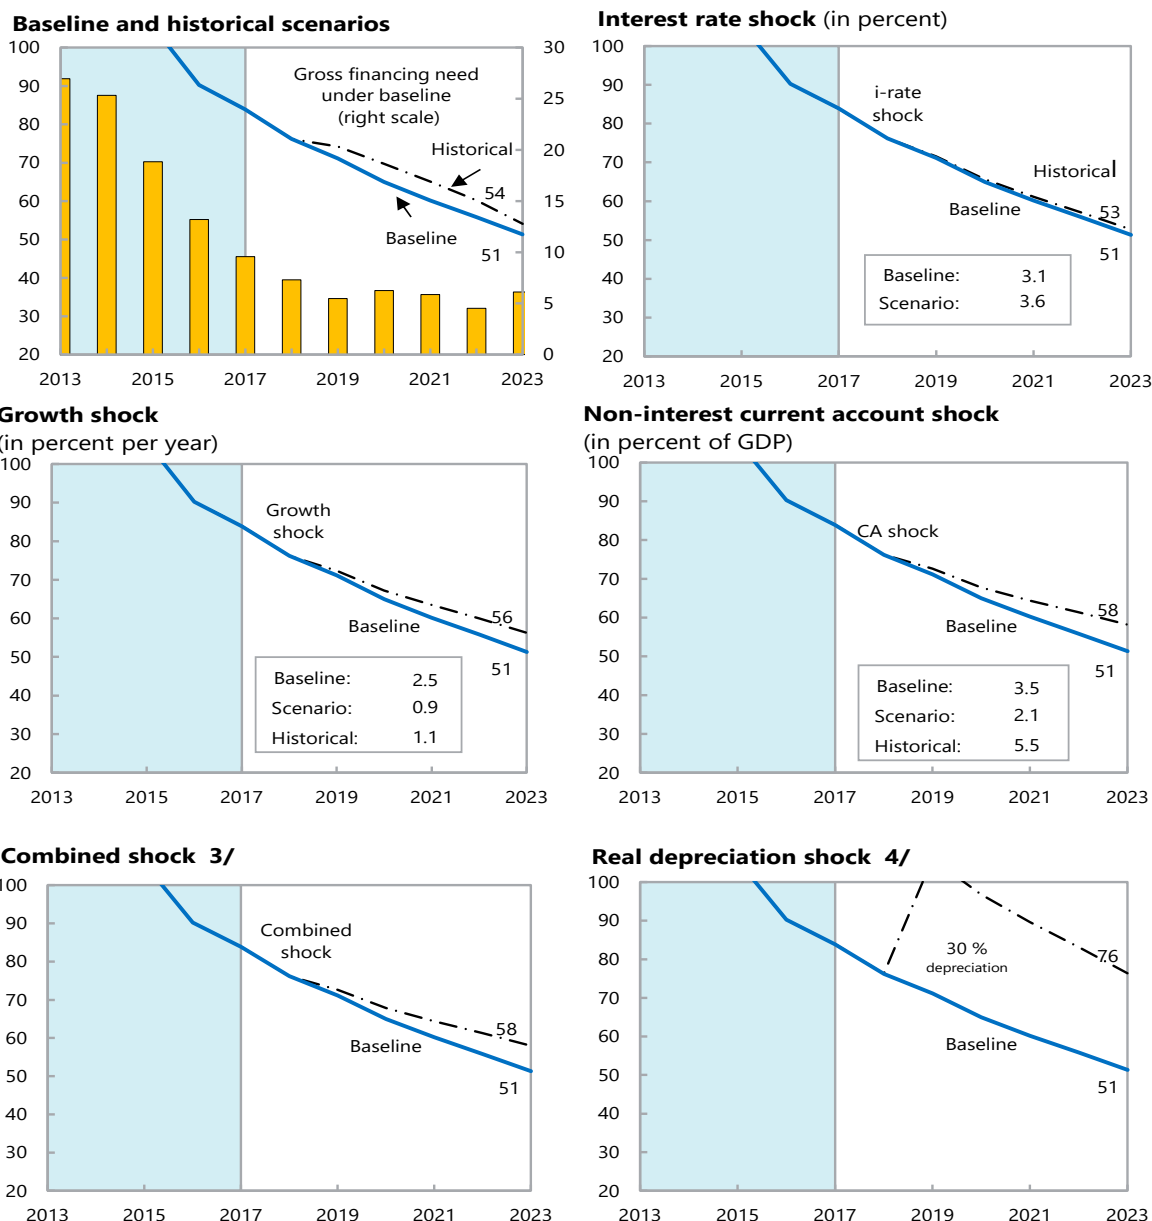 Baseline and historical scenarios
100
90
80
70
60
50
40
30
20
30
25
20
15
10
5
0
Gross financing need
under baseline
(right scale)
Historical
54
Baseline
51
2013 2015 2017 2019 2021 2023
Interest rate shock (in percent)
100
90
80
70
60
50
40
30
20
i-rate
shock
Historical
Baseline
53
51
Baseline: 3.1
Scenario: 3.6
2013 2015 2017 2019 2021 2023
Growth shock
(in percent per year)
100
90
80
70
60
50
40
30
20
Growth
shock
56
Baseline
51
Baseline: 2.5
Scenario: 0.9
Historical: 1.1
2013 2015 2017 2019 2021 2023
Non-interest current account shock
(in percent of GDP)
100
90
80
70
60
50
40
30
20
CA shock
58
Baseline
51
Baseline: 3.5
Scenario: 2.1
Historical: 5.5
2013 2015 2017 2019 2021 2023
Combined shock 3/
100
90
80
70
60
50
40
30
20
Combined
shock
58
Baseline
51
2013 2015 2017 2019 2021 2023
Real depreciation shock 4/
100
90
80
70
60
50
40
30
20
30 %
depreciation
76
Baseline
51
2013 2015 2017 2019 2021 2023